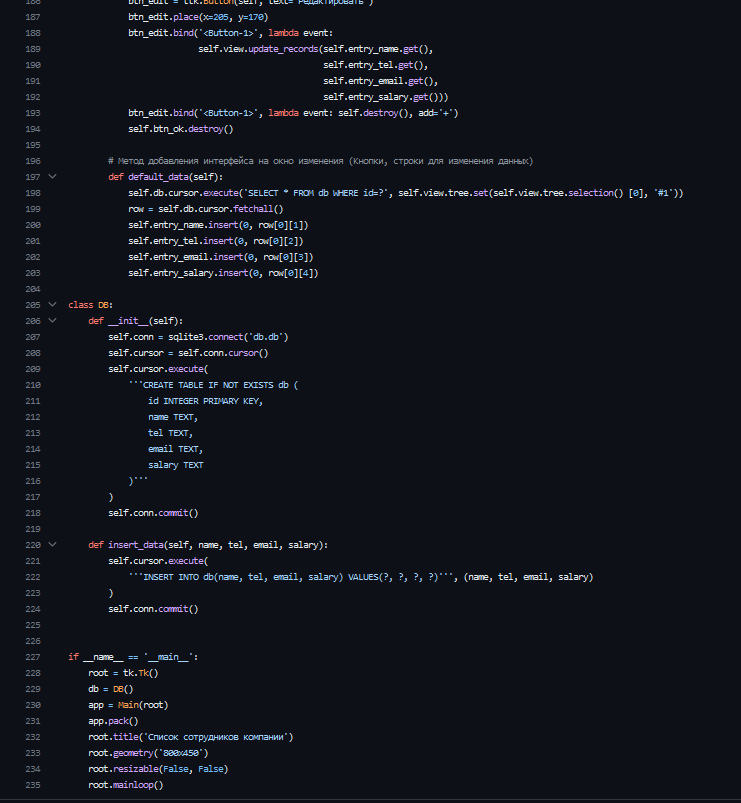 186 btn_edit = ttk.Button(self, text='Редактировать')
187 btn_edit.place(x=205, y=170)
188 btn_edit.bind('<Button-1>', lambda event:
189 self.view.update_records(self.entry_name.get(),
190 self.entry_tel.get(),
191 self.entry_email.get(),
192 self.entry_salary.get()))
193 btn_edit.bind('<Button-1>', lambda event: self.destroy(), add='+')
194 self.btn_ok.destroy()
195
196 # Метод добавления интерфейса на окно изменения (Кнопки, строки для изменения данных)
197 def default_data(self):
198 self.db.cursor.execute('SELECT * FROM db WHERE id=?', self.view.tree.set(self.view.tree.selection() [0], '#1'))
199 row = self.db.cursor.fetchall()
200 self.entry_name.insert(0, row[0][1])
201 self.entry_tel.insert(0, row[0][2])
202 self.entry_email.insert(0, row[0][3])
203 self.entry_salary.insert(0, row[0][4])
204
205 class DB:
206 def __init__(self):
207 self.conn = sqlite3.connect('db.db')
208 self.cursor = self.conn.cursor()
209 self.cursor.execute(
210 '''CREATE TABLE IF NOT EXISTS db (
211 id INTEGER PRIMARY KEY,
212 name TEXT,
213 tel TEXT,
214 email TEXT,
215 salary TEXT
216 )'''
217 )
218 self.conn.commit()
219
220 def insert_data(self, name, tel, email, salary):
221 self.cursor.execute(
222 '''INSERT INTO db(name, tel, email, salary) VALUES(?, ?, ?, ?)''', (name, tel, email, salary)
223 )
224 self.conn.commit()
225
226
227 if __name__ == '__main__':
228 root = tk.Tk()
229 db = DB()
230 app = Main(root)
231 app.pack()
232 root.title('Список сотрудников компании')
233 root.geometry('800x450')
234 root.resizable(False, False)
235 root.mainloop()